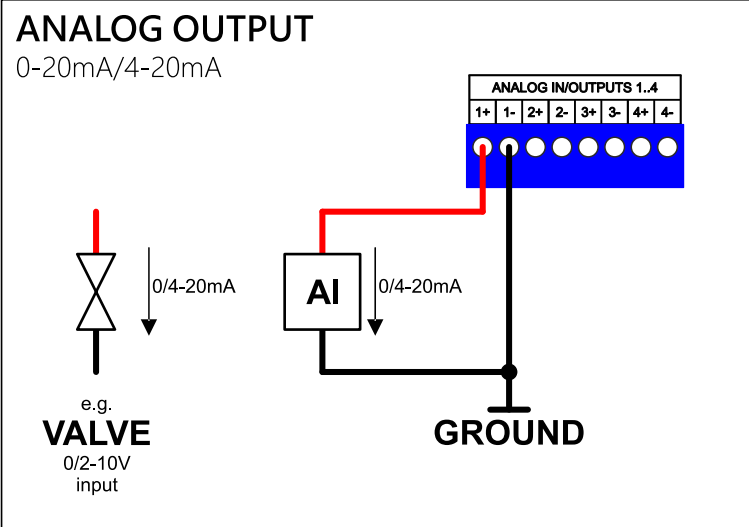 ANALOG OUTPUT
0-20mA/4-20mA
ANALOG IN/OUTPUTS 1..4
1+ 1- 2+ 2- 3+ 3- 4+ 4-
0/4-20mA
AI
0/4-20mA
e.g.
VALVE
0/2-10V
input
GROUND